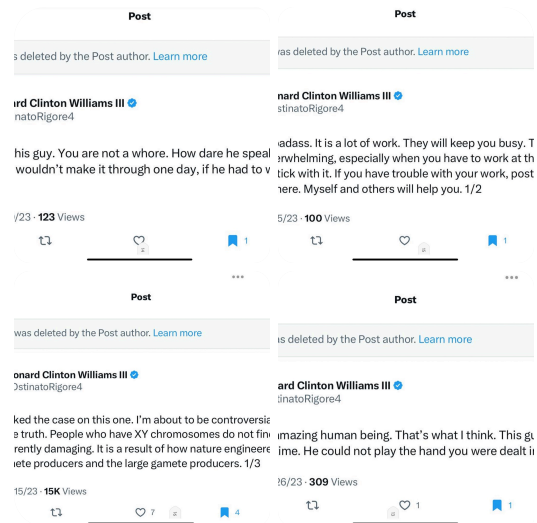 Post
s deleted by the Post author. Learn more
ard Clinton Williams III
natoRigore4
his guy. You are not a whore. How dare he speal
wouldn't make it through one day, if he had to w
/23 · 123 Views
1
Post
was deleted by the Post author. Learn more
nard Clinton Williams III
stinatoRigore4
badass. It is a lot of work. They will keep you busy. T
erwhelming, especially when you have to work at th
tick with it. If you have trouble with your work, post
here. Myself and others will help you. 1/2
5/23 · 100 Views
1
Post
was deleted by the Post author. Learn more
onard Clinton Williams III
OstinatoRigore4
ked the case on this one. I'm about to be controversia
e truth. People who have XY chromosomes do not fin
rently damaging. It is a result of how nature engineere
nete producers and the large gamete producers. 1/3
15/23 · 15K Views
7
4
Post
is deleted by the Post author. Learn more
ard Clinton Williams III
tinatoRigore4
amazing human being. That's what I think. This gu
ime. He could not play the hand you were dealt i
26/23 · 309 Views
1
1